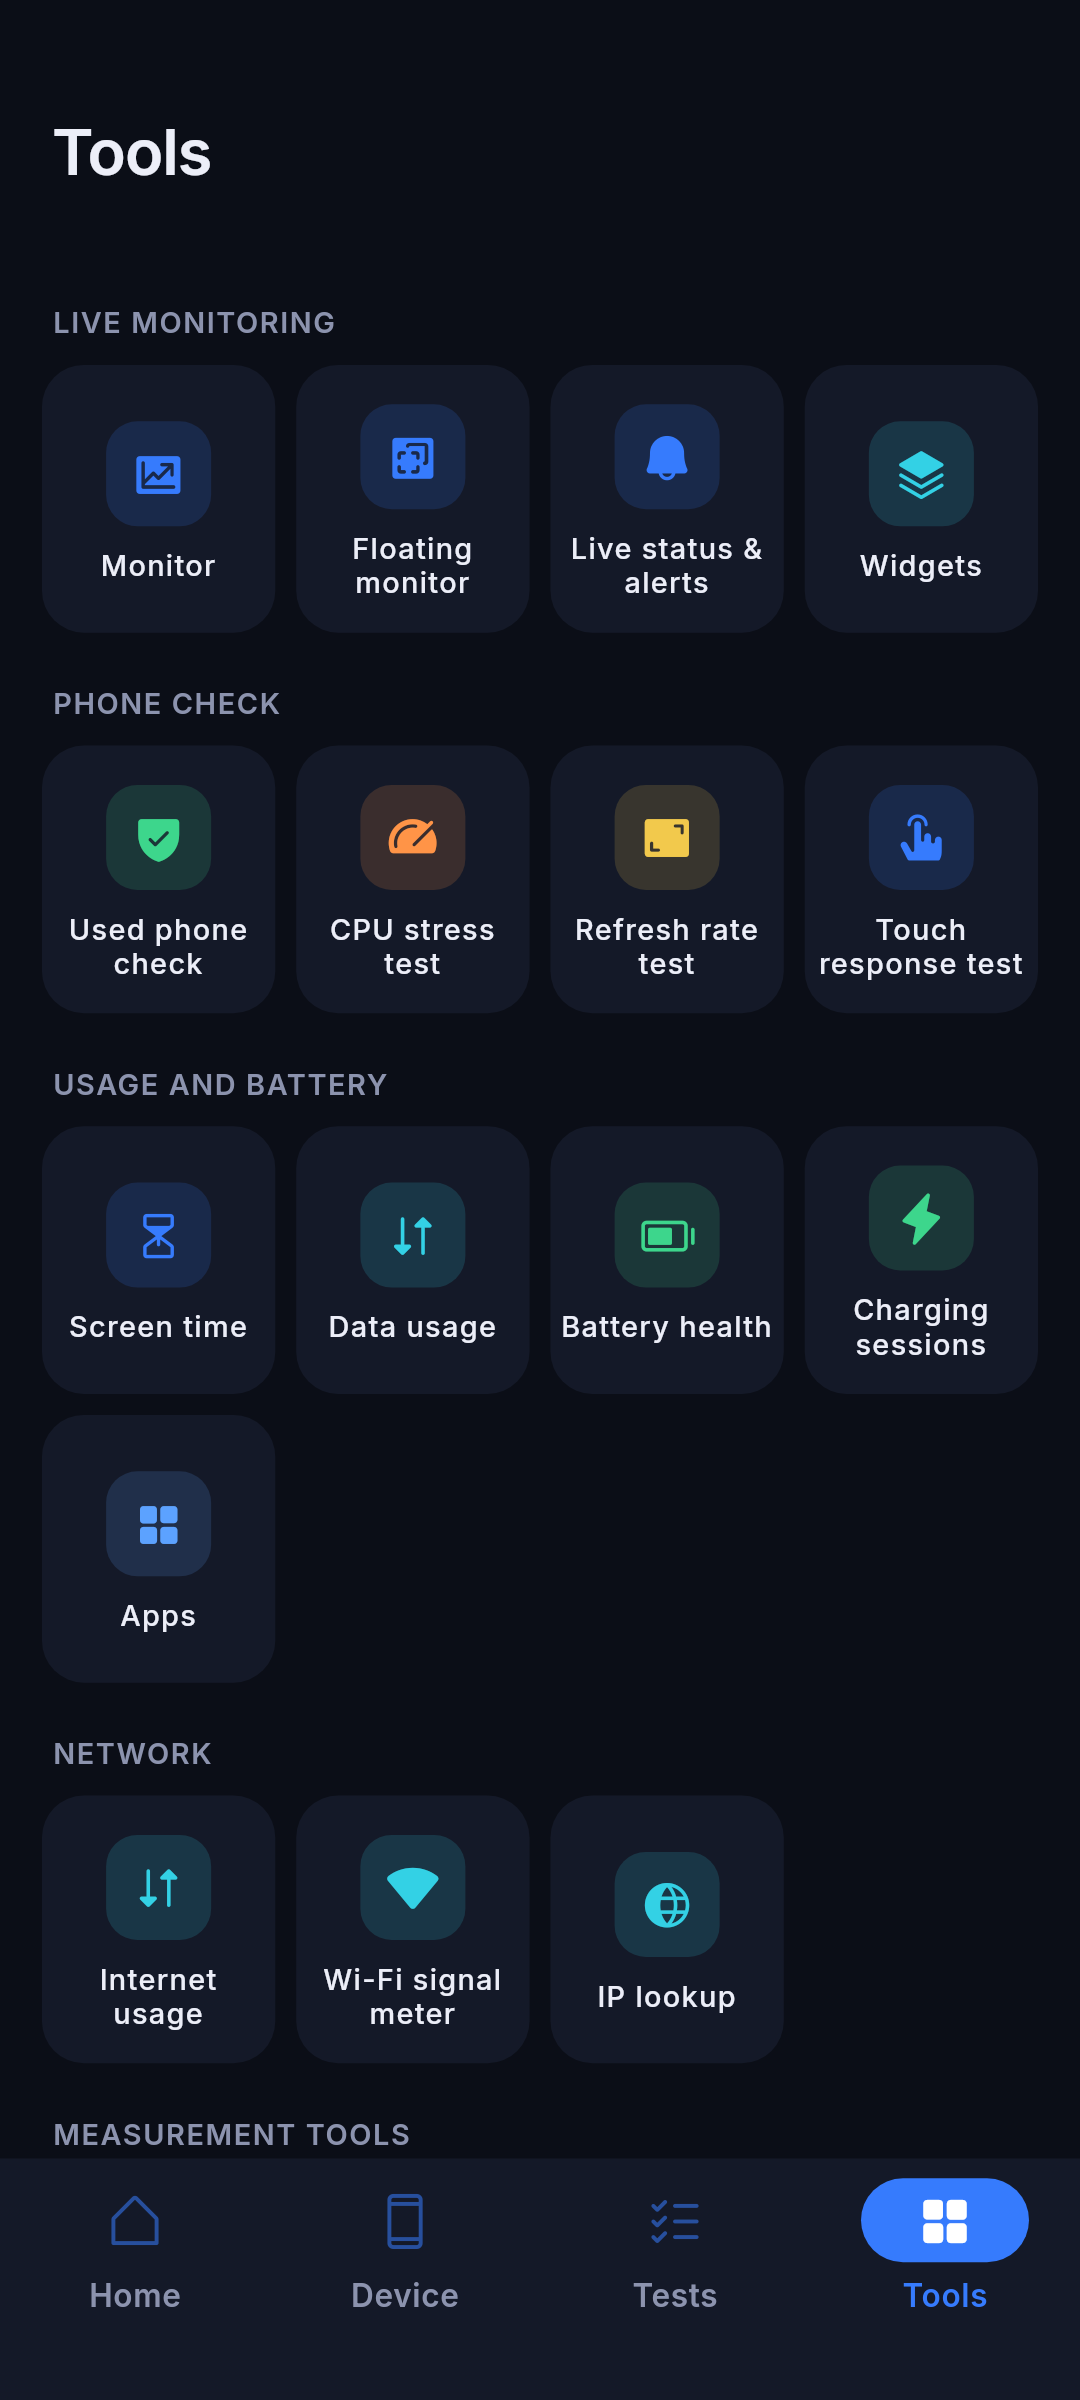 Tools
LIVE MONITORING
Monitor
Floating
monitor
Live status &
alerts
Widgets
PHONE CHECK
Used phone
check
CPU stress
test
Refresh rate
test
Touch
response test
USAGE AND BATTERY
Screen time
Data usage
Battery health
Charging
sessions
Apps
NETWORK
Internet
usage
Wi-Fi signal
meter
IP lookup
MEASUREMENT TOOLS
Home
Device
Tests
Tools